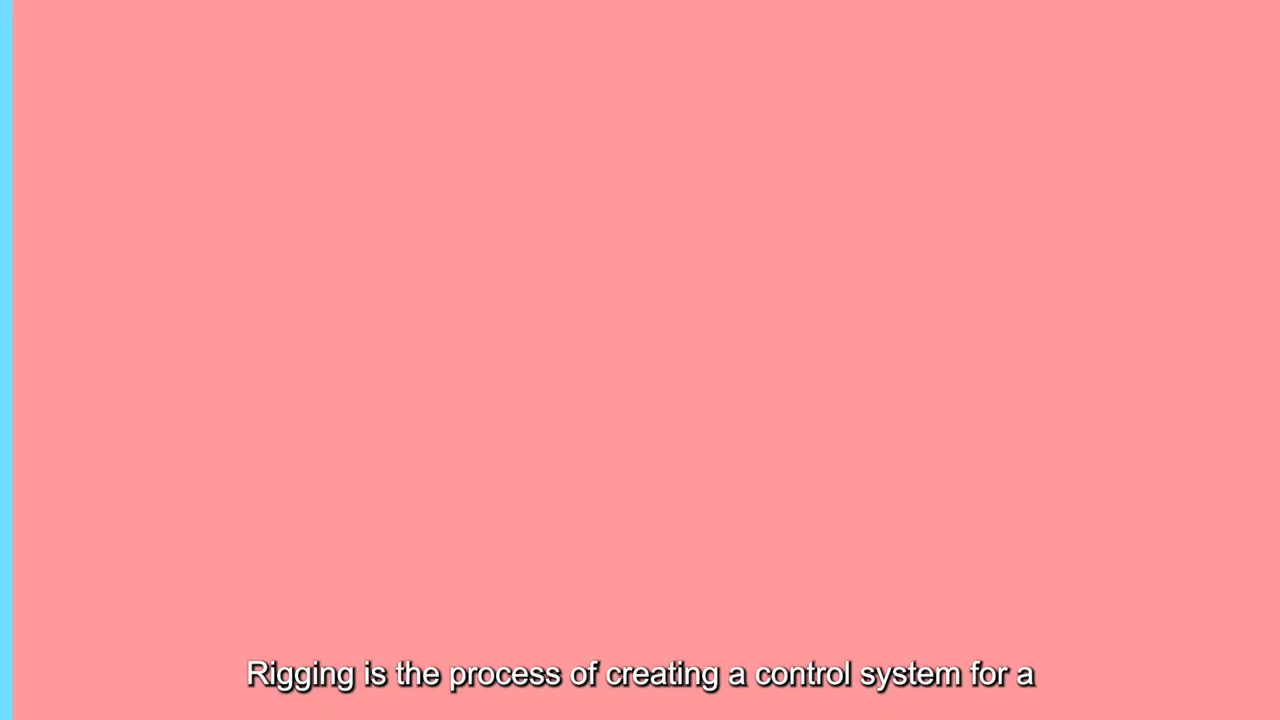 Rigging is the process of creating a control system for a